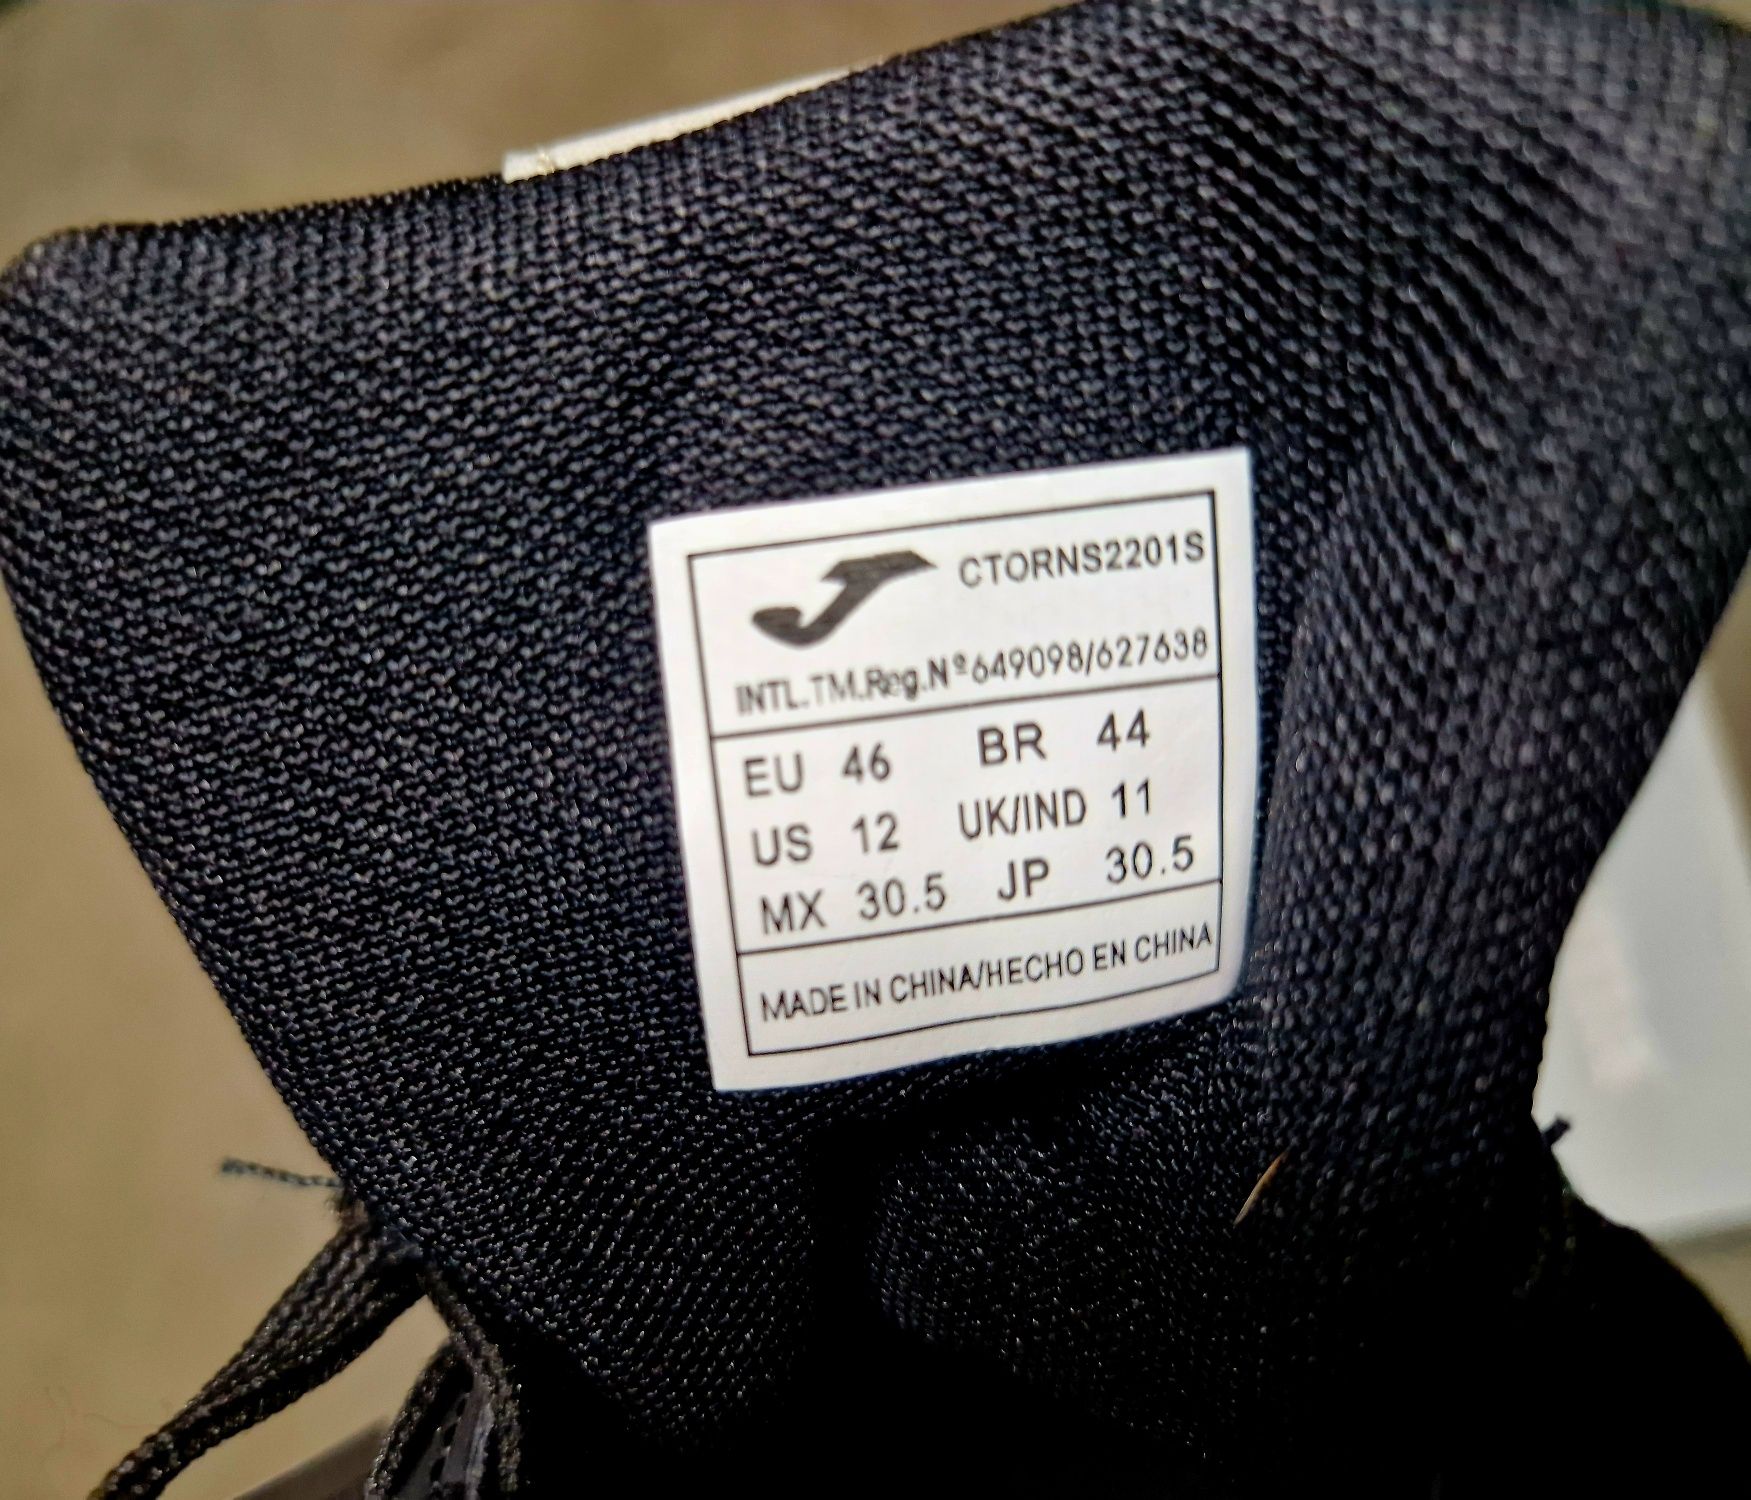 CTORNS2201S
INTL.TM.Reg.Nº649098/627638
EU 46 BR 44
US 12 UK/IND 11
MX 30.5 JP 30.5
MADE IN CHINA/HECHO EN CHINA